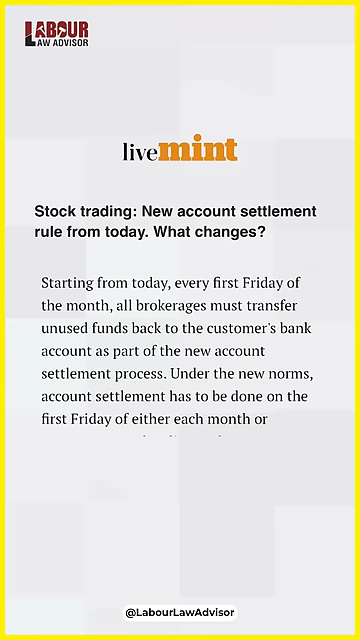 LABOUR
LAW ADVISOR
livemint
Stock trading: New account settlement
rule from today. What changes?
Starting from today, every first Friday of
the month, all brokerages must transfer
unused funds back to the customer's bank
account as part of the new account
settlement process. Under the new norms,
account settlement has to be done on the
first Friday of either each month or
@LabourLawAdvisor